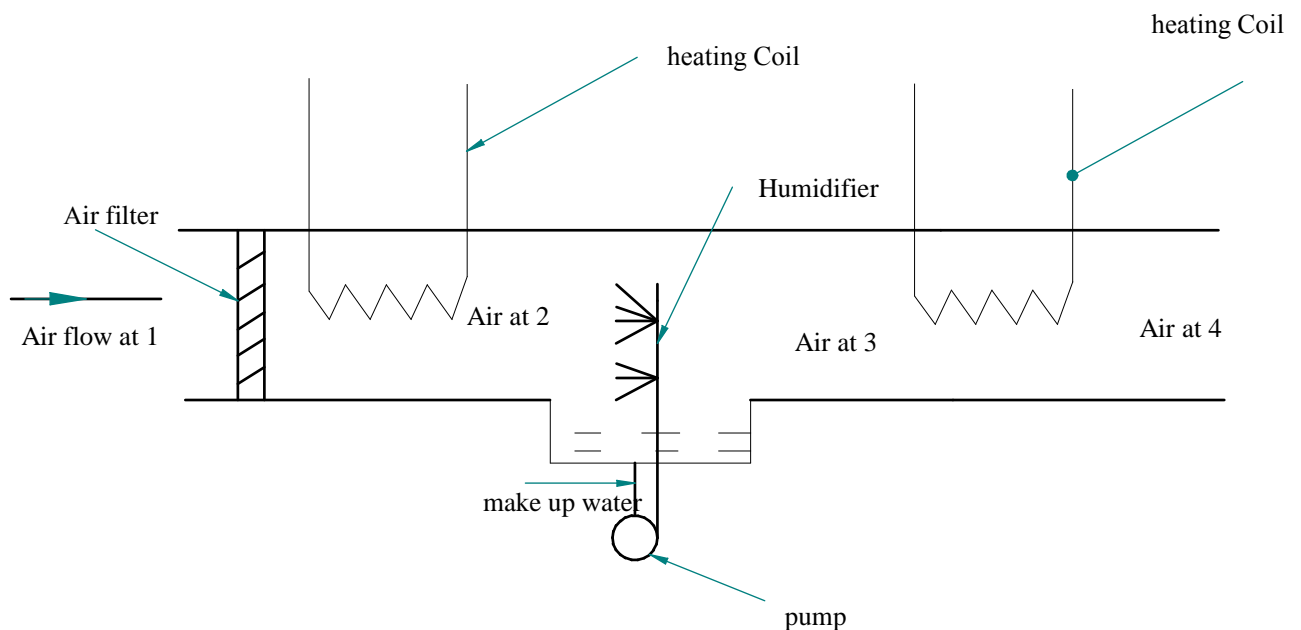 heating Coil
heating Coil
Humidifier
Air filter
Air at 2
Air flow at 1
Air at 3
Air at 4
make up water
pump